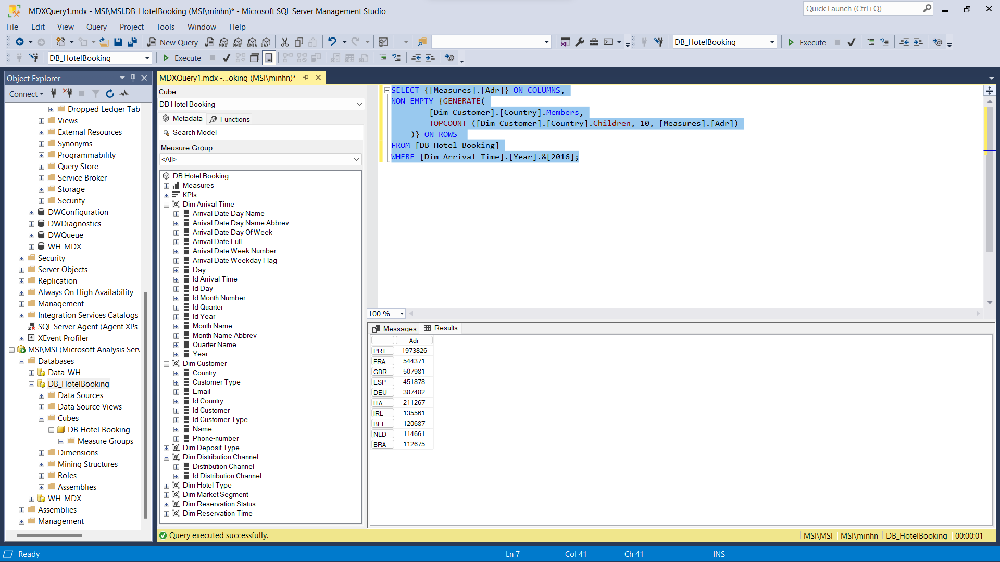 MDXQuery1.mdx - MSI\MSI.DB_HotelBooking (MSI\minhn)* - Microsoft SQL Server Management Studio
Quick Launch (Ctrl+Q)
File Edit View Query Project Tools Window Help
New Query MDX DMX XMLA DAX DB_HotelBooking Execute
DB_HotelBooking Execute
Object Explorer
Connect
Dropped Ledger Tab
Views
External Resources
Synonyms
Programmability
Query Store
Service Broker
Storage
Security
DWConfiguration
DWDiagnostics
DWQueue
WH_MDX
Security
Server Objects
Replication
Always On High Availability
Management
Integration Services Catalogs
SQL Server Agent (Agent XPs
XEvent Profiler
MSI\MSI (Microsoft Analysis Serv
Databases
Data_WH
DB_HotelBooking
Data Sources
Data Source Views
Cubes
DB Hotel Booking
Measure Groups
Dimensions
Mining Structures
Roles
Assemblies
WH_MDX
Assemblies
Management
MDXQuery1.mdx -...oking (MSI\minhn)*
Cube:
DB Hotel Booking
Metadata Functions
Search Model
Measure Group:
<All>
DB Hotel Booking
Measures
KPIs
Dim Arrival Time
Arrival Date Day Name
Arrival Date Day Name Abbrev
Arrival Date Day Of Week
Arrival Date Full
Arrival Date Week Number
Arrival Date Weekday Flag
Day
Id Arrival Time
Id Day
Id Month Number
Id Quarter
Id Year
Month Name
Month Name Abbrev
Quarter Name
Year
Dim Customer
Country
Customer Type
Email
Id Country
Id Customer
Id Customer Type
Name
Phone-number
Dim Deposit Type
Dim Distribution Channel
Distribution Channel
Id Distribution Channel
Dim Hotel Type
Dim Market Segment
Dim Reservation Status
Dim Reservation Time
SELECT {[Measures].[Adr]} ON COLUMNS,
NON EMPTY {GENERATE(
[Dim Customer].[Country].Members,
TOPCOUNT ([Dim Customer].[Country].Children, 10, [Measures].[Adr])
)} ON ROWS
FROM [DB Hotel Booking]
WHERE [Dim Arrival Time].[Year].&[2016];
100 %
Messages Results
Adr
PRT 1973826
FRA 544371
GBR 507981
ESP 451878
DEU 387482
ITA 211267
IRL 135561
BEL 120687
NLD 114661
BRA 112675
Query executed successfully. MSI\MSI MSI\minhn DB_HotelBooking 00:00:01
Ready Ln 7 Col 41 Ch 41 INS